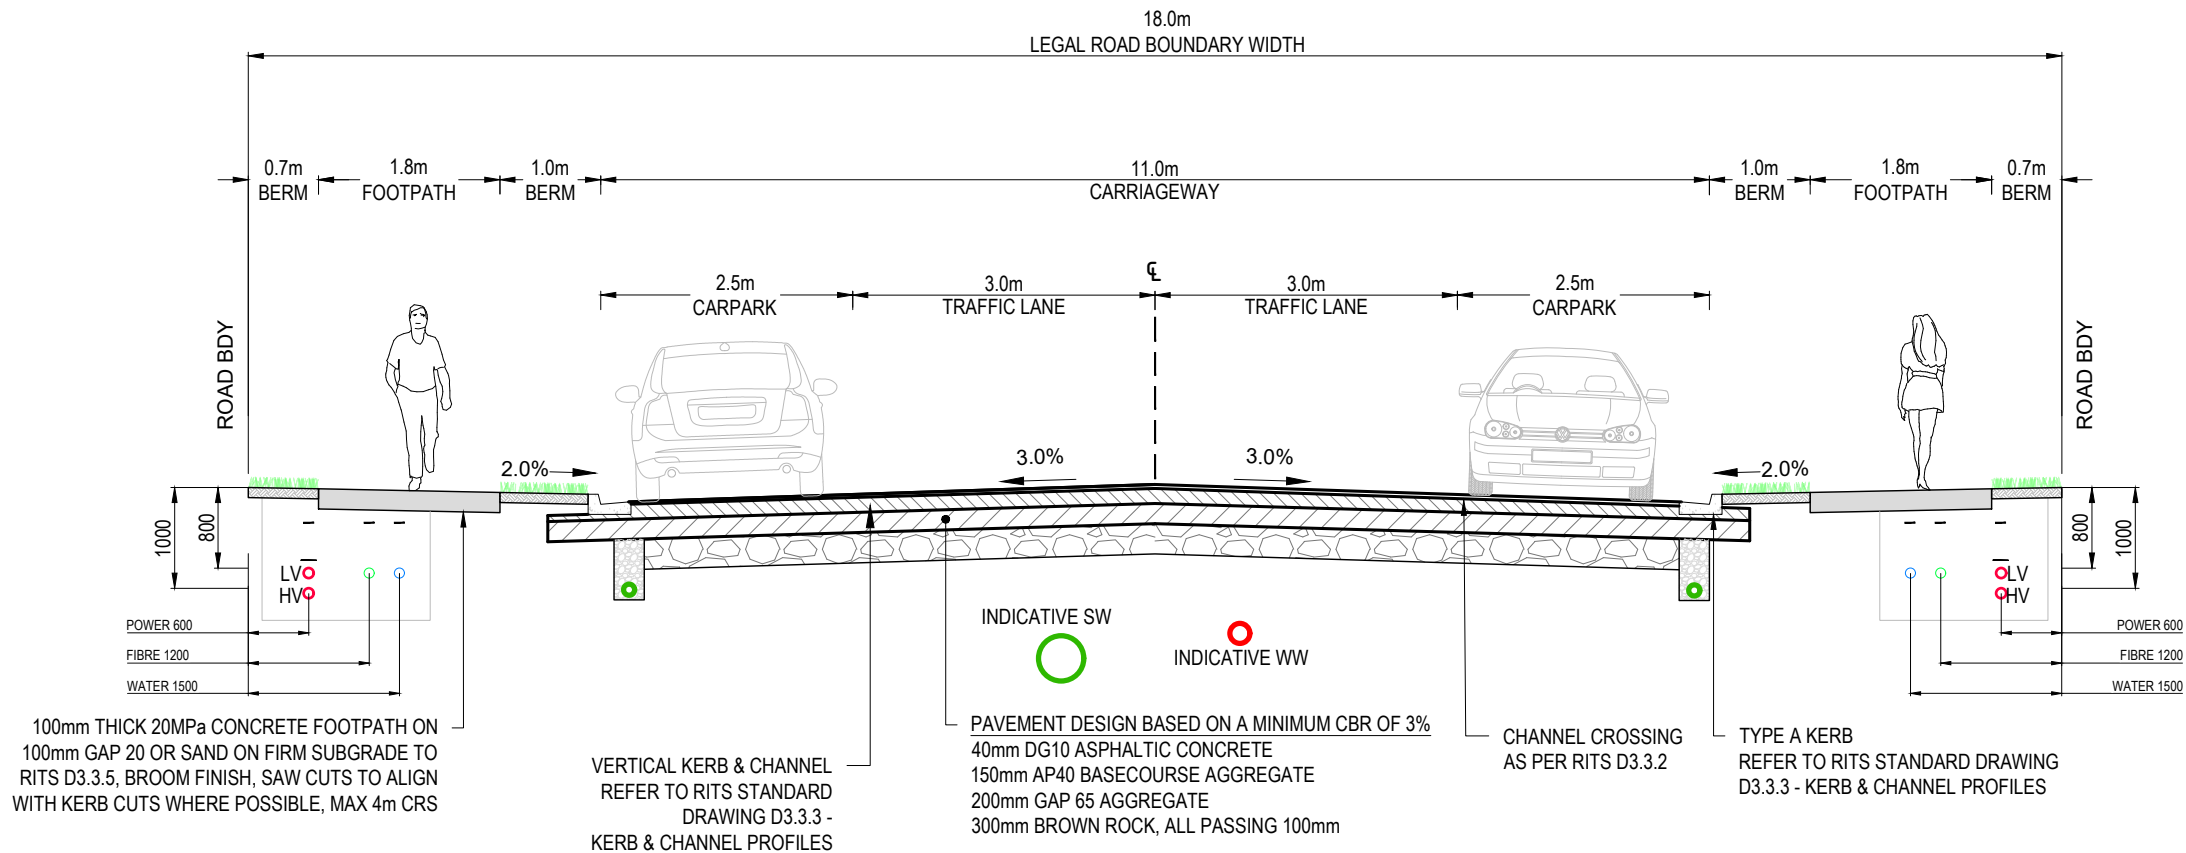 18.0m
LEGAL ROAD BOUNDARY WIDTH
0.7m
BERM
1.8m
FOOTPATH
1.0m
BERM
11.0m
CARRIAGEWAY
1.0m
BERM
1.8m
FOOTPATH
0.7m
BERM
2.5m
CARPARK
3.0m
TRAFFIC LANE
℄
3.0m
TRAFFIC LANE
2.5m
CARPARK
ROAD BDY
ROAD BDY
2.0%
3.0%
3.0%
2.0%
1000
800
800
1000
LV
HV
LV
HV
POWER 600
FIBRE 1200
WATER 1500
INDICATIVE SW
INDICATIVE WW
POWER 600
FIBRE 1200
WATER 1500
100mm THICK 20MPa CONCRETE FOOTPATH ON
100mm GAP 20 OR SAND ON FIRM SUBGRADE TO
RITS D3.3.5, BROOM FINISH, SAW CUTS TO ALIGN
WITH KERB CUTS WHERE POSSIBLE, MAX 4m CRS
VERTICAL KERB & CHANNEL
REFER TO RITS STANDARD
DRAWING D3.3.3 -
KERB & CHANNEL PROFILES
PAVEMENT DESIGN BASED ON A MINIMUM CBR OF 3%
40mm DG10 ASPHALTIC CONCRETE
150mm AP40 BASECOURSE AGGREGATE
200mm GAP 65 AGGREGATE
300mm BROWN ROCK, ALL PASSING 100mm
CHANNEL CROSSING
AS PER RITS D3.3.2
TYPE A KERB
REFER TO RITS STANDARD DRAWING
D3.3.3 - KERB & CHANNEL PROFILES